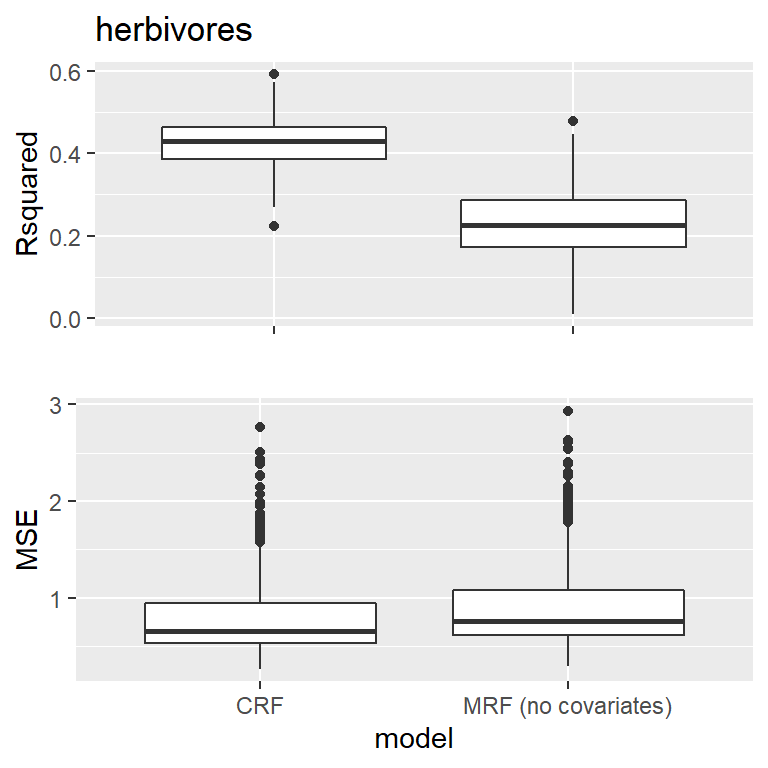 herbivores
Rsquared
0.6
0.4
0.2
0.0
MSE
3
2
1
CRF
MRF (no covariates)
model